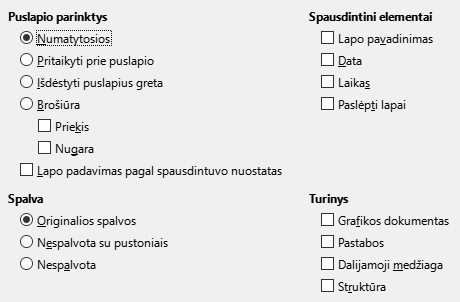 Puslapio parinktys
Numatytosios
Pritaikyti prie puslapio
Išdėstyti puslapius greta
Brošiūra
Priekis
Nugara
Lapo padavimas pagal spausdintuvo nuostatas
Spausdintini elementai
Lapo pavadinimas
Data
Laikas
Paslėpti lapai
Spalva
Originalios spalvos
Nespalvota su pustoniais
Nespalvota
Turinys
Grafikos dokumentas
Pastabos
Dalijamoji medžiaga
Struktūra